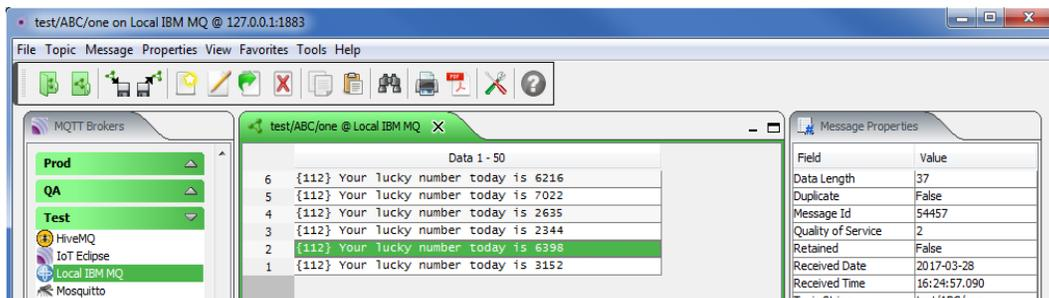 test/ABC/one on Local IBM MQ @ 127.0.0.1:1883
File Topic Message Properties View Favorites Tools Help
PDF
MQTT Brokers
Prod
QA
Test
HiveMQ
IoT Eclipse
Local IBM MQ
Mosquitto
test/ABC/one @ Local IBM MQ X
Data 1 - 50
6 {112} Your lucky number today is 6216
5 {112} Your lucky number today is 7022
4 {112} Your lucky number today is 2635
3 {112} Your lucky number today is 2344
2 {112} Your lucky number today is 6398
1 {112} Your lucky number today is 3152
Message Properties
Field Value
Data Length 37
Duplicate False
Message Id 54457
Quality of Service 2
Retained False
Received Date 2017-03-28
Received Time 16:24:57.090